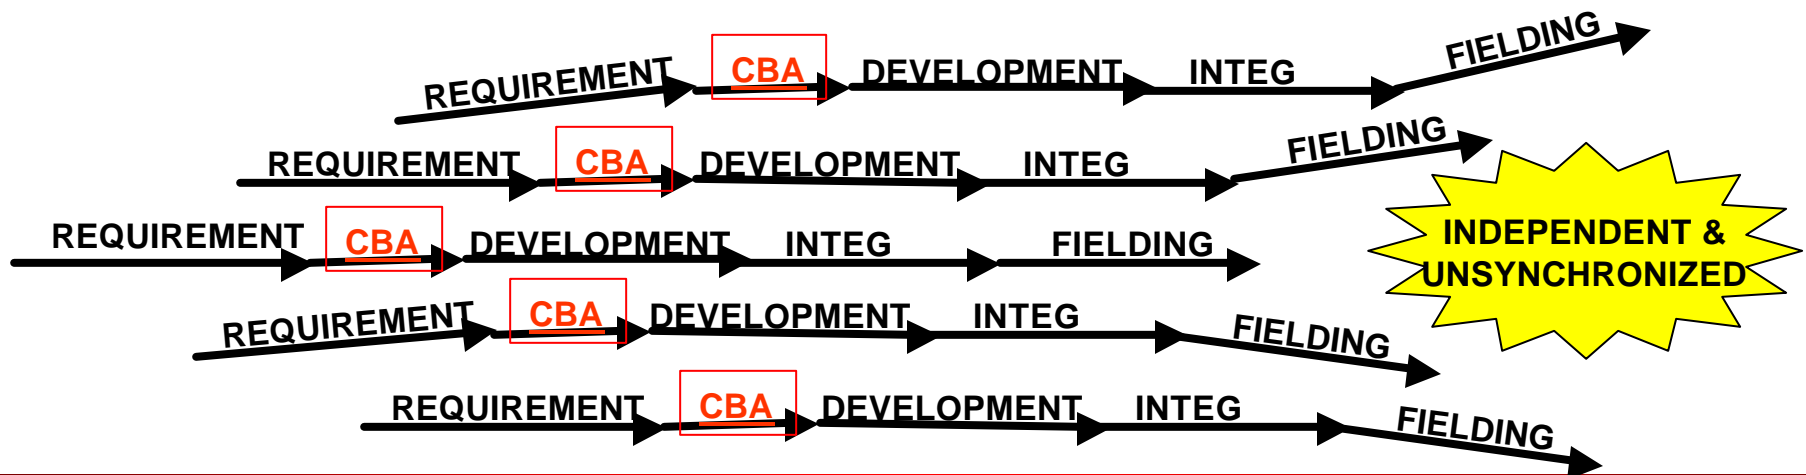 REQUIREMENT CBA DEVELOPMENT INTEG FIELDING
REQUIREMENT CBA DEVELOPMENT INTEG FIELDING
REQUIREMENT CBA DEVELOPMENT INTEG FIELDING
REQUIREMENT CBA DEVELOPMENT INTEG FIELDING
REQUIREMENT CBA DEVELOPMENT INTEG FIELDING
INDEPENDENT &
UNSYNCHRONIZED